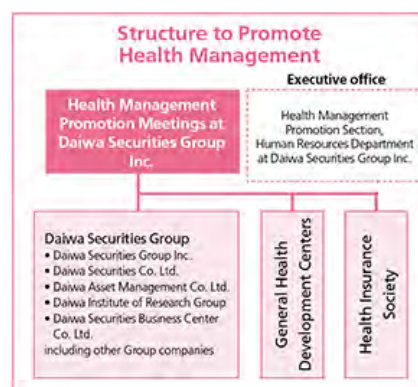 Structure to Promote
Health Management
Executive office
Health Management
Promotion Meetings at
Daiwa Securities Group
Inc.
Health Management
Promotion Section,
Human Resources Department
at Daiwa Securities Group Inc.
Daiwa Securities Group
• Daiwa Securities Group Inc.
• Daiwa Securities Co. Ltd.
• Daiwa Asset Management Co. Ltd.
• Daiwa Institute of Research Group
• Daiwa Securities Business Center
Co. Ltd.
including other Group companies
General Health
Development Centers
Health Insurance
Society